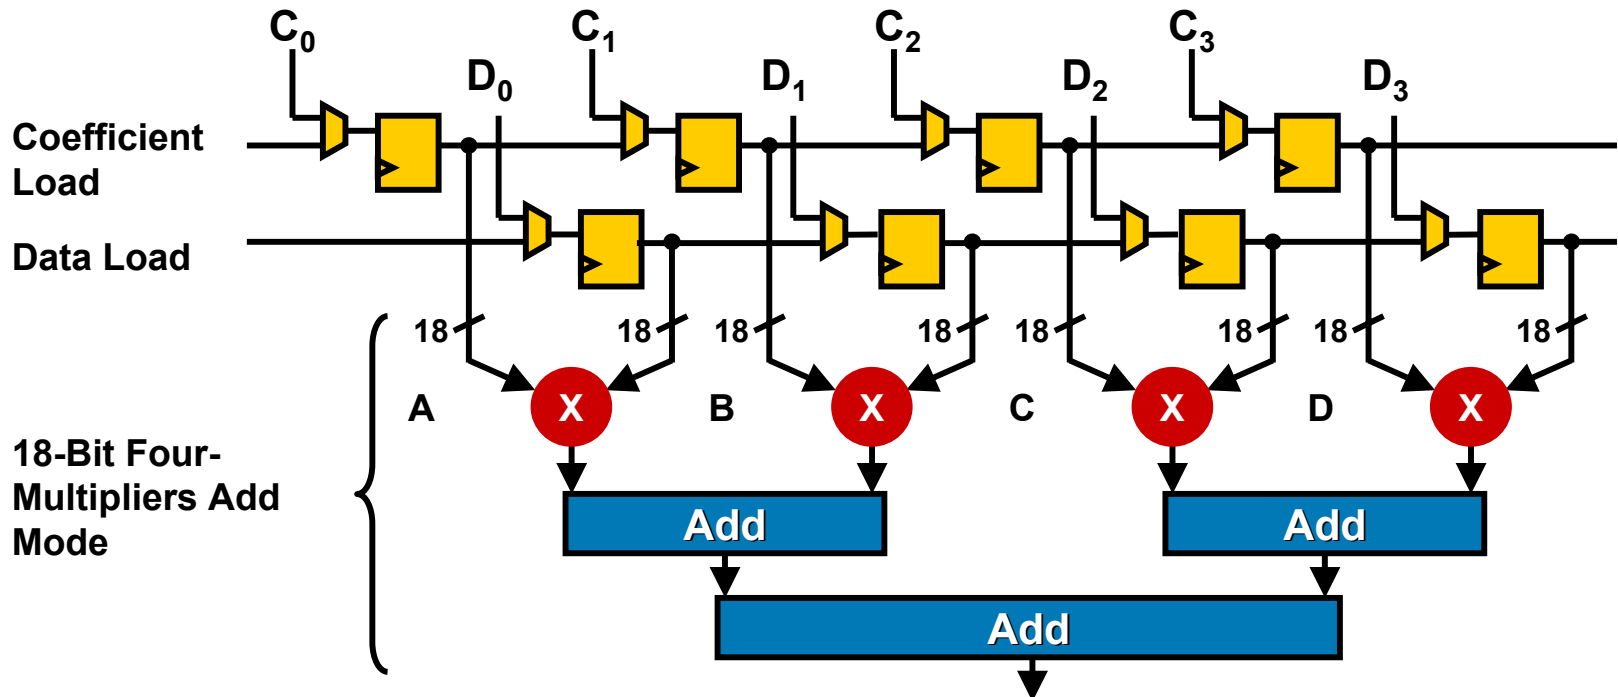 C0 C1 C2 C3
D0 D1 D2 D3
Coefficient
Load
Data Load
18 18 18 18 18 18 18 18
A X B X C X D X
18-Bit Four-
Multipliers Add
Mode
Add Add
Add